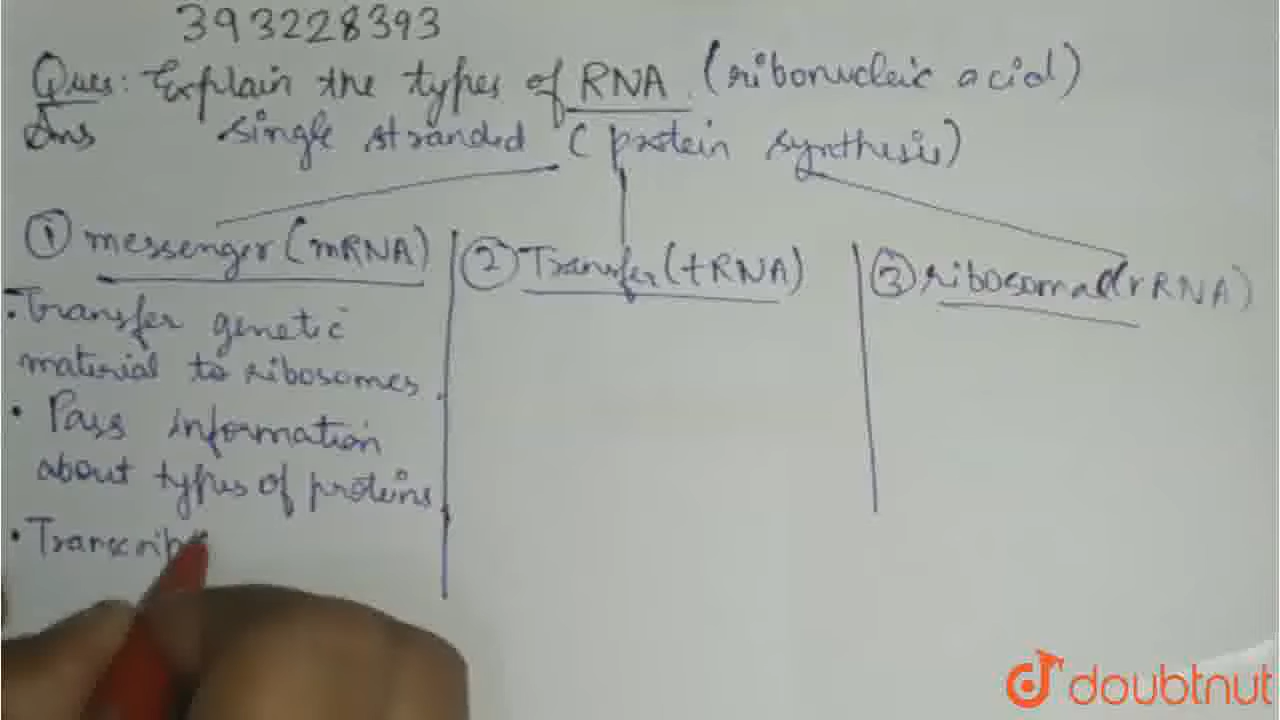 393228393
Ques: Explain the types of RNA (ribonucleic acid)
Ans single stranded (protein synthesis)
① messenger (mRNA)
• Transfer genetic
material to ribosomes.
• Pass information
about types of proteins.
• Transcrip
② Transfer (tRNA)
③ ribosomal (rRNA)
doubtnut